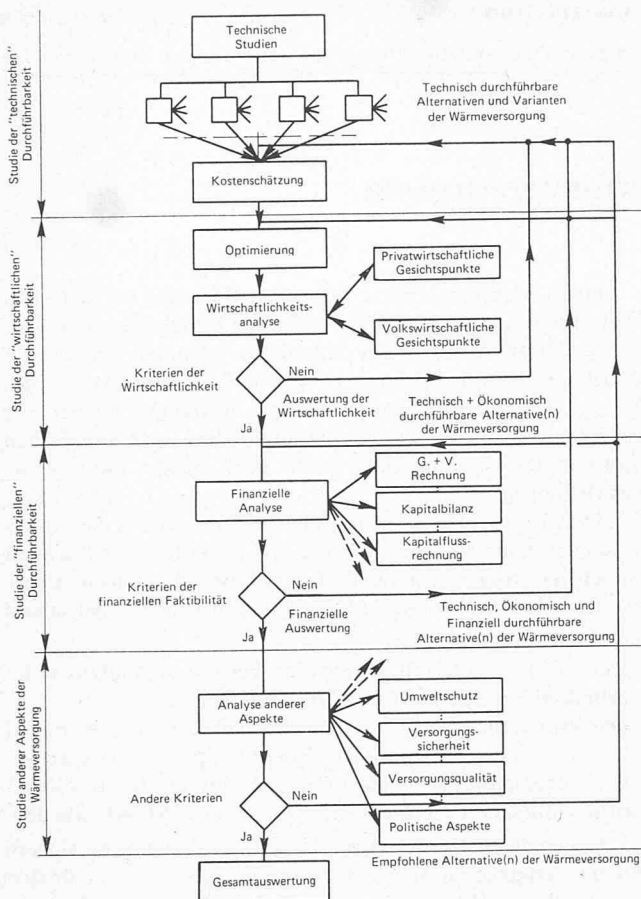 Technische
Studien
Studie der "technischen"
Durchführbarkeit
Technisch durchführbare
Alternativen und Varianten
der Wärmeversorgung
Kostenschätzung
Studie der "wirtschaftlichen"
Durchführbarkeit
Optimierung
Privatwirtschaftliche
Gesichtspunkte
Wirtschaftlichkeits-
analyse
Volkswirtschaftliche
Gesichtspunkte
Kriterien der
Wirtschaftlichkeit
Nein
Auswertung der
Wirtschaftlichkeit
Ja
Technisch + Ökonomisch
durchführbare Alternative(n)
der Wärmeversorgung
Studie der "finanziellen"
Durchführbarkeit
G. + V.
Rechnung
Finanzielle
Analyse
Kapitalbilanz
Kapitalfluss-
rechnung
Kriterien der
finanziellen Faktibilität
Nein
Finanzielle
Auswertung
Ja
Technisch, Ökonomisch und
Finanziell durchführbare
Alternative(n) der Wärmeversorgung
Studie anderer Aspekte der
Wärmeversorgung
Analyse anderer
Aspekte
Umweltschutz
Versorgungs-
sicherheit
Versorgungsqualität
Andere Kriterien
Nein
Politische Aspekte
Ja
Empfohlene Alternative(n) der Wärmeversorgung
Gesamtauswertung